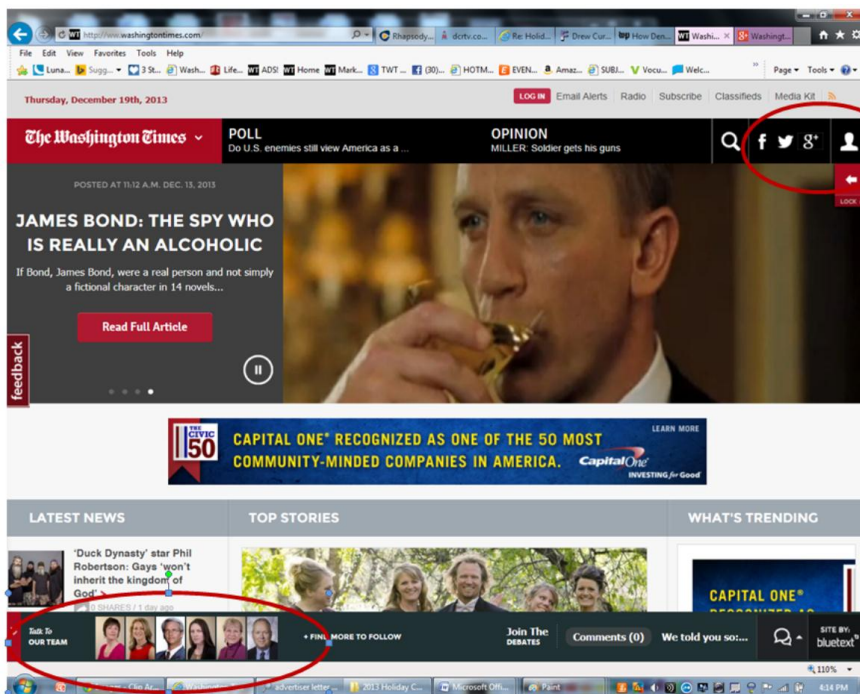 http://www.washingtontimes.com/
Rhapsody...
dcrtv.co...
Re: Holid...
Drew Cur...
How Den...
Washi...
Washingt...
File Edit View Favorites Tools Help
Luna...
Sugg...
3 St...
Wash...
Life...
ADS!
Home
Mark...
TWT ...
(30)...
HOTM...
EVEN...
Amaz...
SUBJ...
Vocu...
Welc...
Page
Tools
Thursday, December 19th, 2013
LOG IN
Email Alerts
Radio
Subscribe
Classifieds
Media Kit
The Washington Times
POLL
Do U.S. enemies still view America as a ...
OPINION
MILLER: Soldier gets his guns
LOCK
POSTED AT 11:12 A.M. DEC. 13, 2013
JAMES BOND: THE SPY WHO
IS REALLY AN ALCOHOLIC
If Bond, James Bond, were a real person and not simply
a fictional character in 14 novels...
Read Full Article
feedback
THE CIVIC 50
CAPITAL ONE® RECOGNIZED AS ONE OF THE 50 MOST
COMMUNITY-MINDED COMPANIES IN AMERICA.
LEARN MORE
Capital One®
INVESTING for Good
LATEST NEWS
TOP STORIES
WHAT'S TRENDING
'Duck Dynasty' star Phil
Robertson: Gays 'won't
inherit the kingdom of
God' >
0 SHARES / 1 day ago
CAPITAL ONE®
Talk To
OUR TEAM
+ FIND MORE TO FOLLOW
Join The
DEBATES
Comments (0)
We told you so:...
SITE BY:
bluetext
110%
advertiser letter ...
2013 Holiday C...
Microsoft Offi...
Paint
4:14 PM